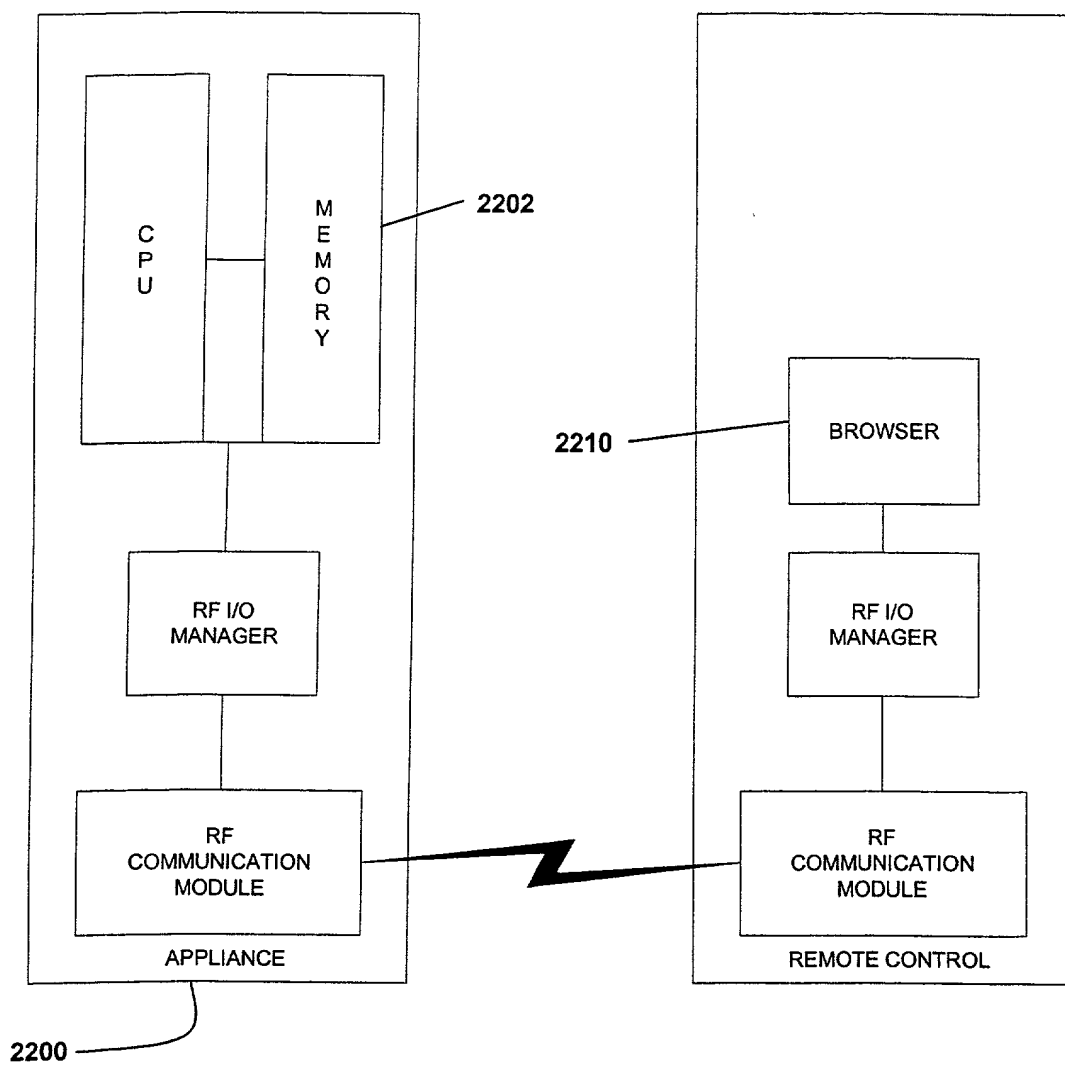 C
P
U
M
E
M
O
R
Y
2202
RF I/O
MANAGER
RF
COMMUNICATION
MODULE
APPLIANCE
2200
2210
BROWSER
RF I/O
MANAGER
RF
COMMUNICATION
MODULE
REMOTE CONTROL